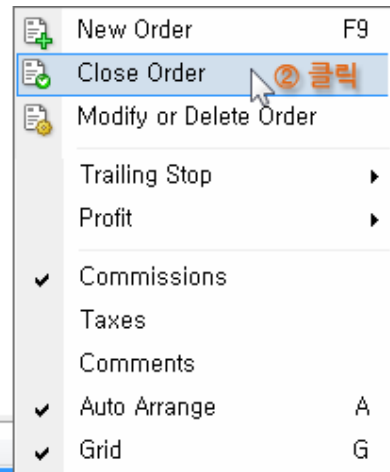 New Order F9
Close Order ② 클릭
Modify or Delete Order
Trailing Stop
Profit
Commissions
Taxes
Comments
Auto Arrange A
Grid G